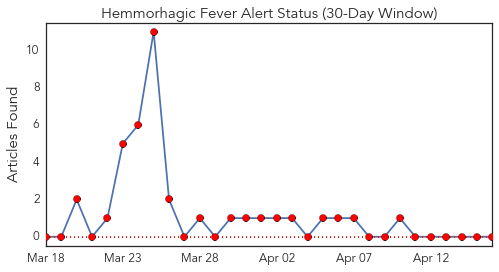 Hemmorhagic Fever Alert Status (30-Day Window)
Articles Found
10
8
6
4
2
0
Mar 18 Mar 23 Mar 28 Apr 02 Apr 07 Apr 12